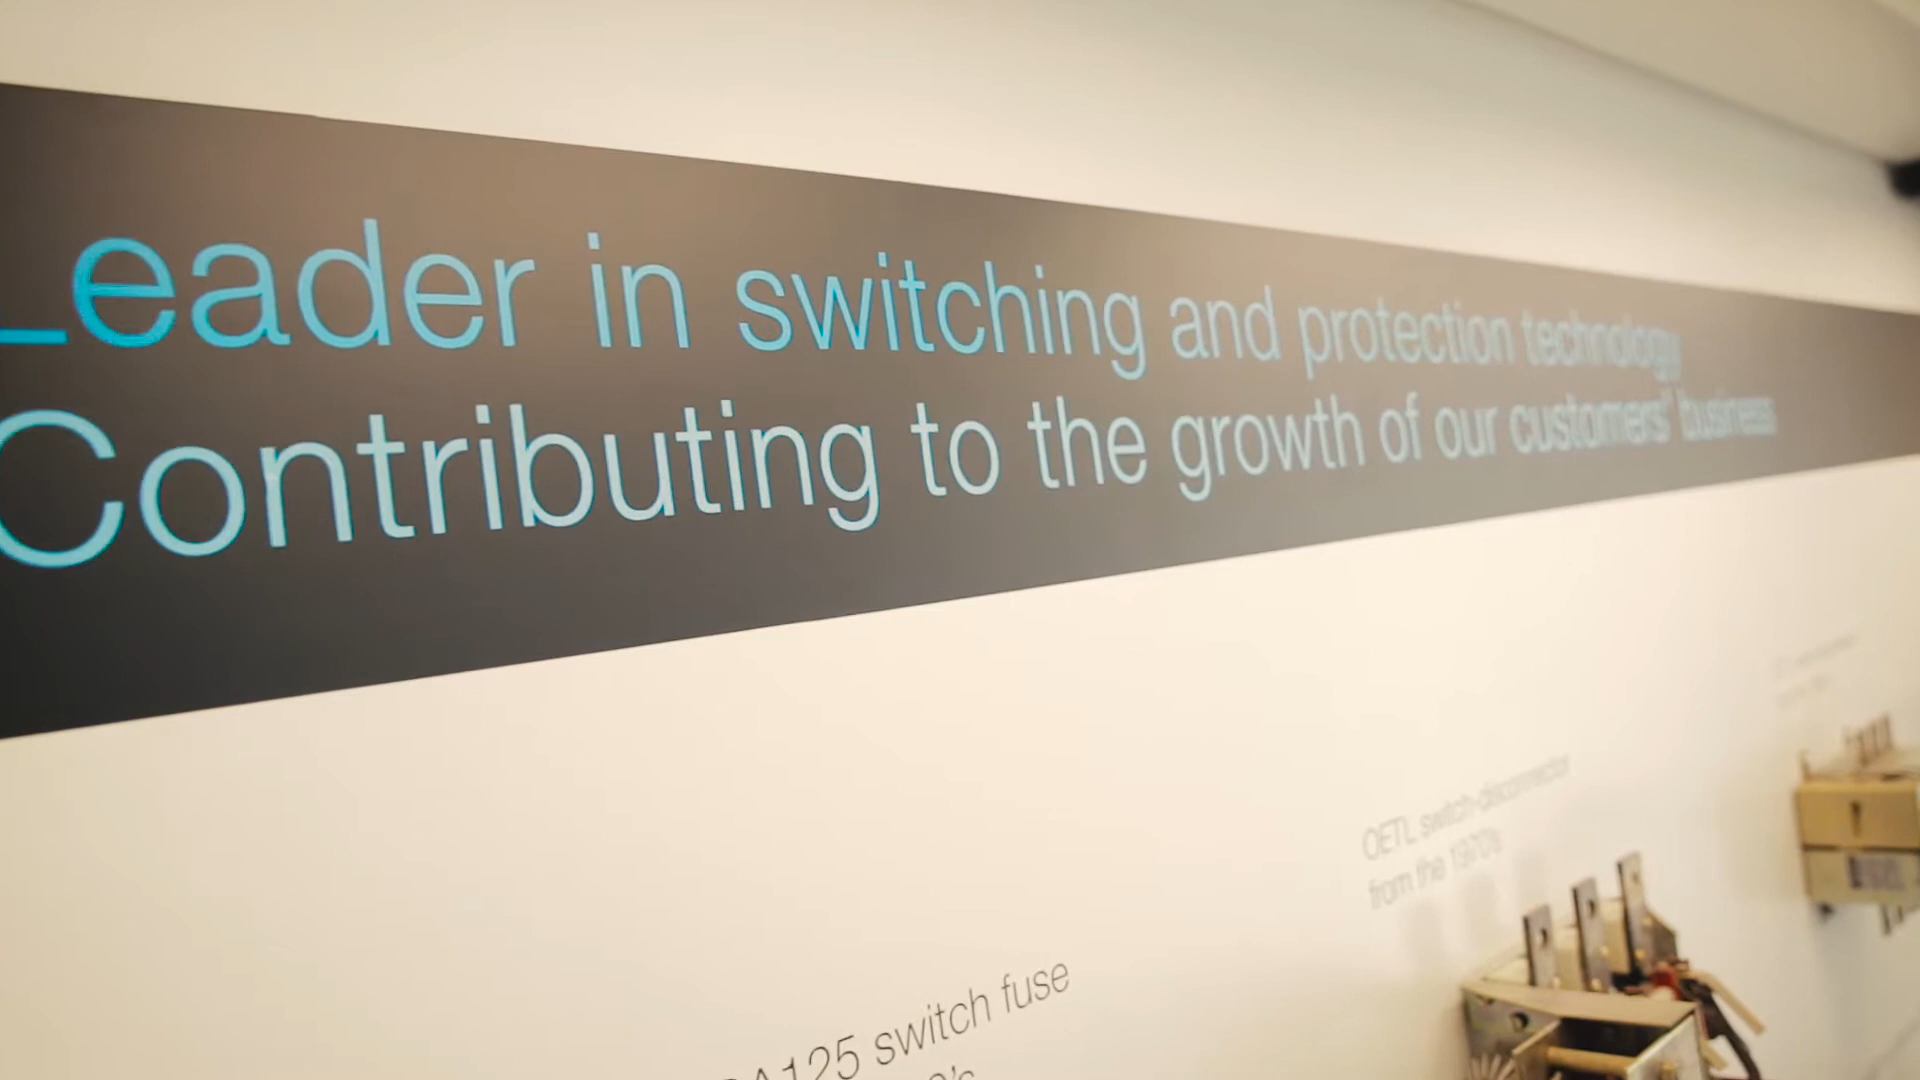 Leader in switching and protection technology
Contributing to the growth of our customers' business
OETL switch-disconnector
from the 1970's
A125 switch fuse